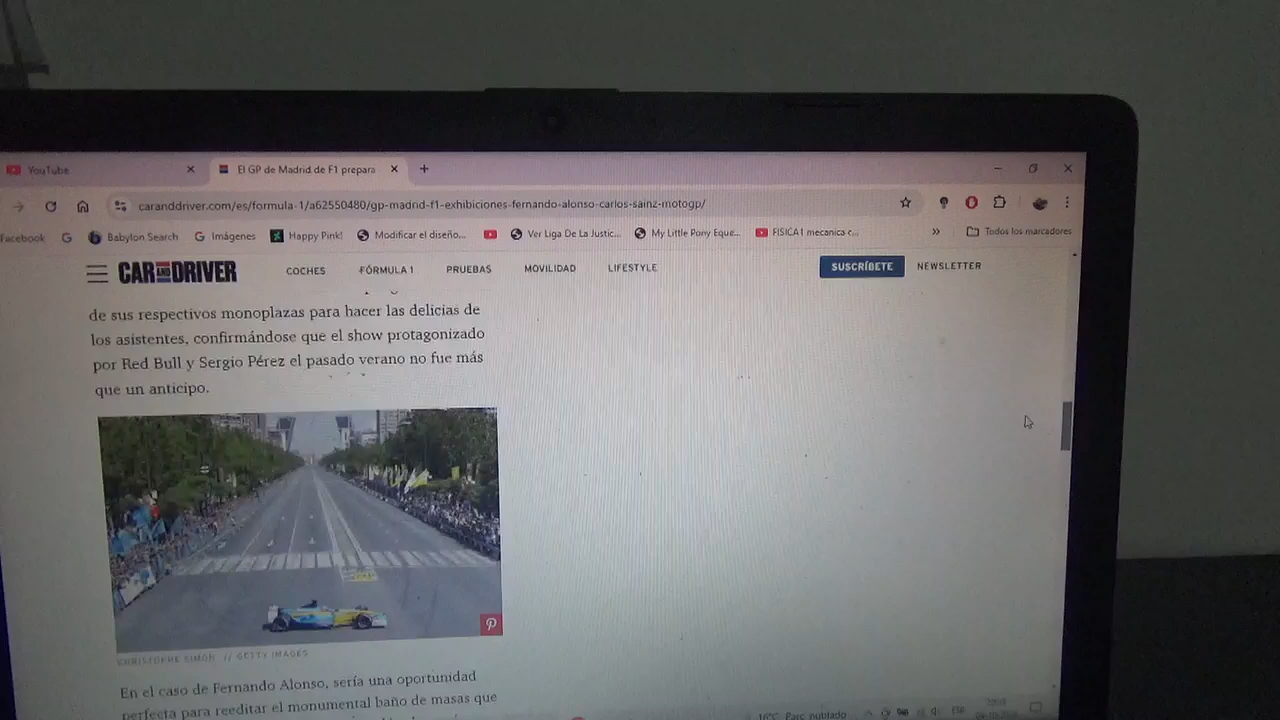 YouTube
El GP de Madrid de F1 prepara
caranddriver.com/es/formula-1/a62550480/gp-madrid-f1-exhibiciones-fernando-alonso-carlos-sainz-motogp/
Facebook
Babylon Search
Imágenes
Happy Pink!
Modificar el diseño...
Ver Liga De La Justic...
My Little Pony Eque...
FISICA1 mecanica c...
Todos los marcadores
CAR AND DRIVER
COCHES
FÓRMULA 1
PRUEBAS
MOVILIDAD
LIFESTYLE
SUSCRÍBETE
NEWSLETTER
de sus respectivos monoplazas para hacer las delicias de
los asistentes, confirmándose que el show protagonizado
por Red Bull y Sergio Pérez el pasado verano no fue más
que un anticipo.
CHRISTOPHE SIMON // GETTY IMAGES
En el caso de Fernando Alonso, sería una oportunidad
perfecta para reeditar el monumental baño de masas que
16°C Parc. nublado
ESP